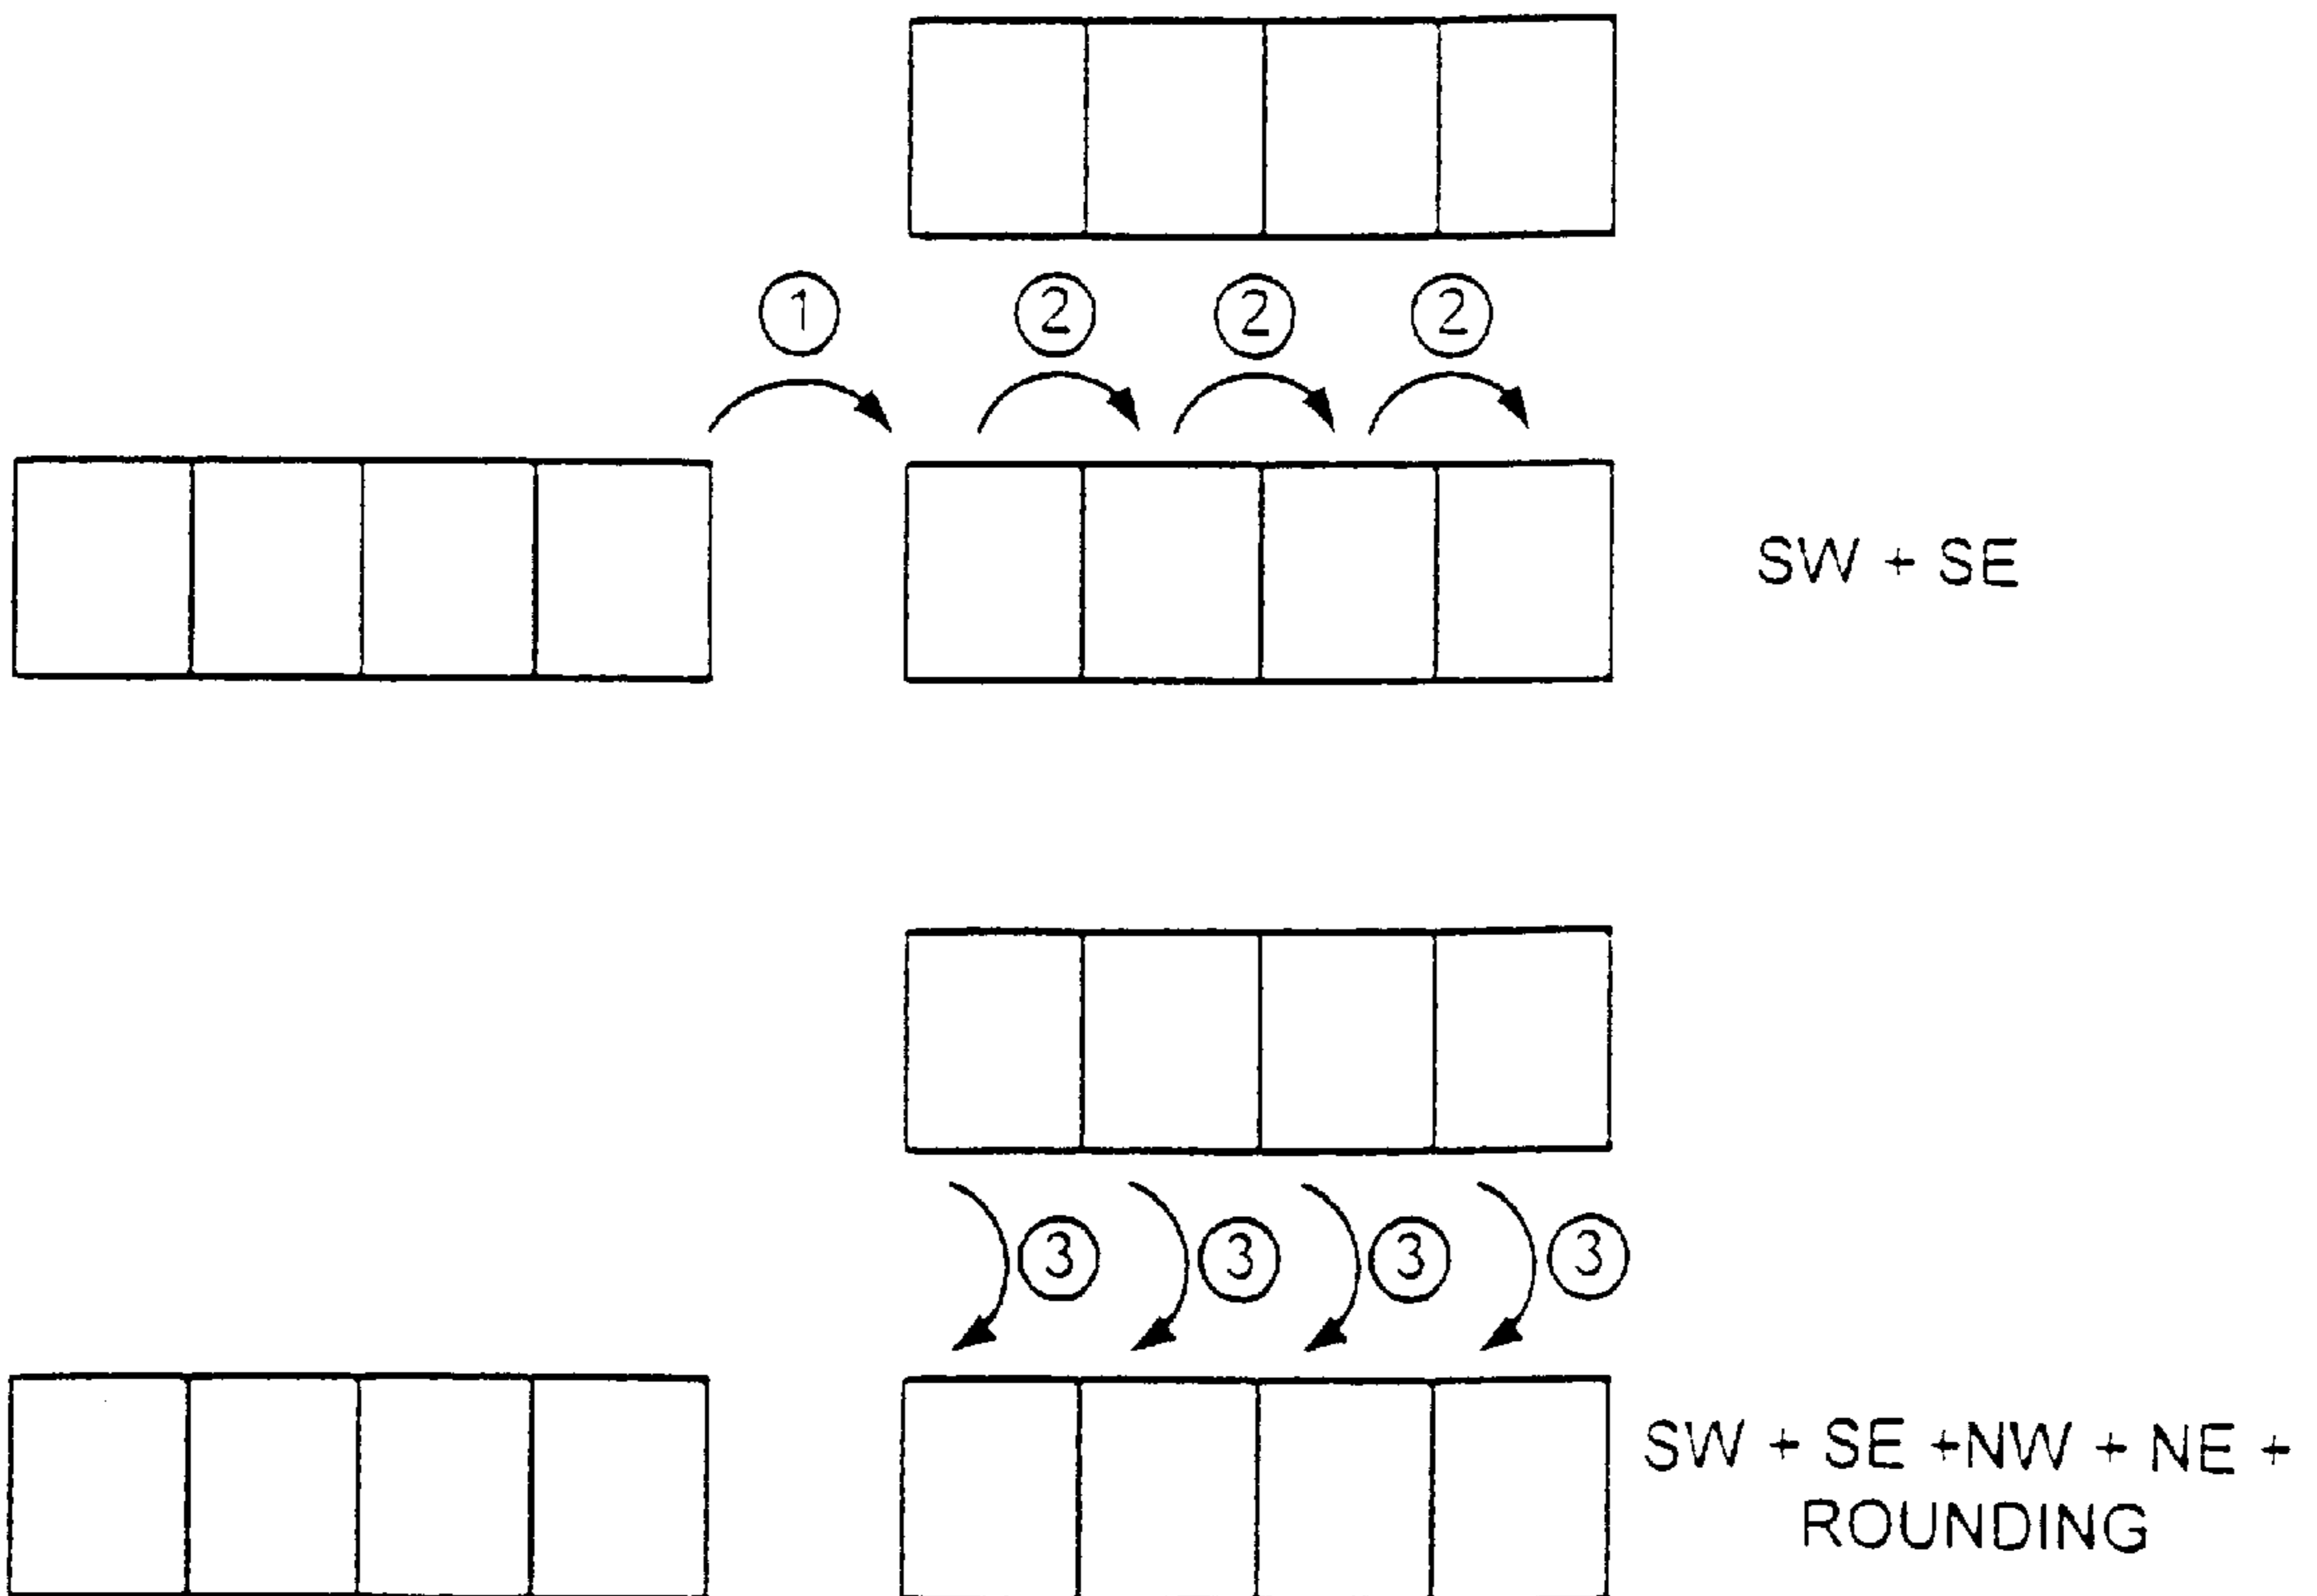 ① ② ② ②
SW + SE
③ ③ ③ ③
SW + SE +NW + NE +
ROUNDING